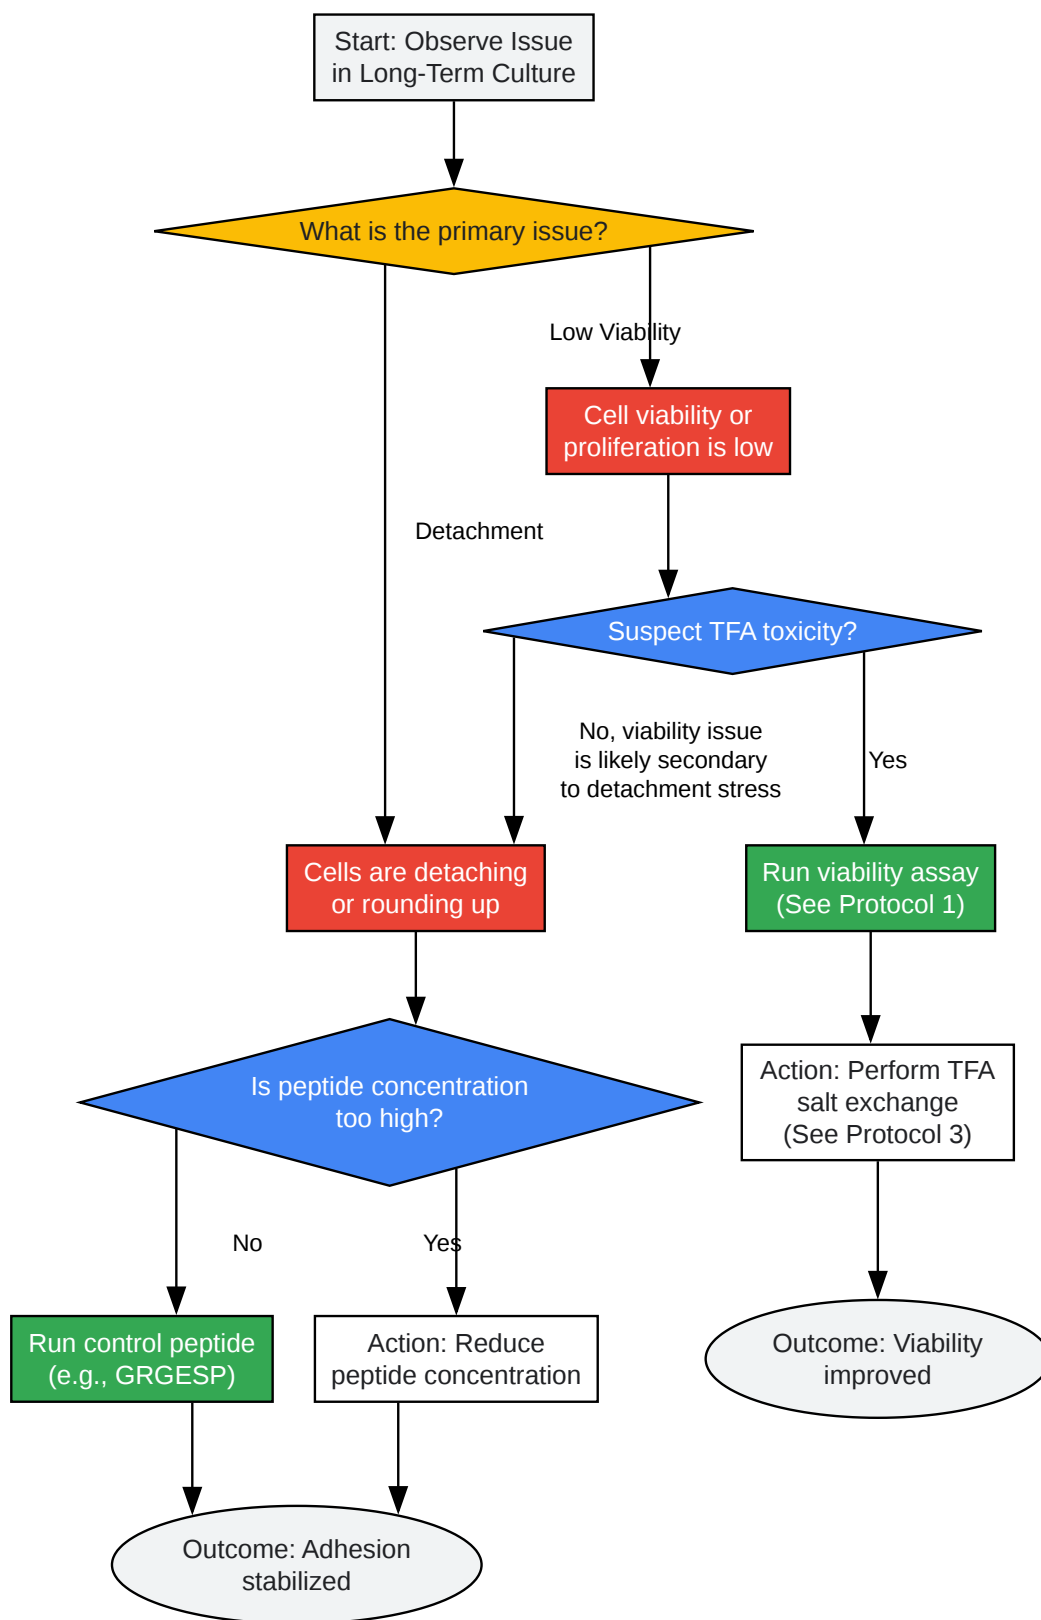 Start: Observe Issue
in Long-Term Culture
What is the primary issue?
Low Viability
Cell viability or
proliferation is low
Detachment
Suspect TFA toxicity?
No, viability issue
is likely secondary
to detachment stress
Yes
Cells are detaching
or rounding up
Run viability assay
(See Protocol 1)
Is peptide concentration
too high?
Action: Perform TFA
salt exchange
(See Protocol 3)
No
Yes
Run control peptide
(e.g., GRGESP)
Action: Reduce
peptide concentration
Outcome: Viability
improved
Outcome: Adhesion
stabilized